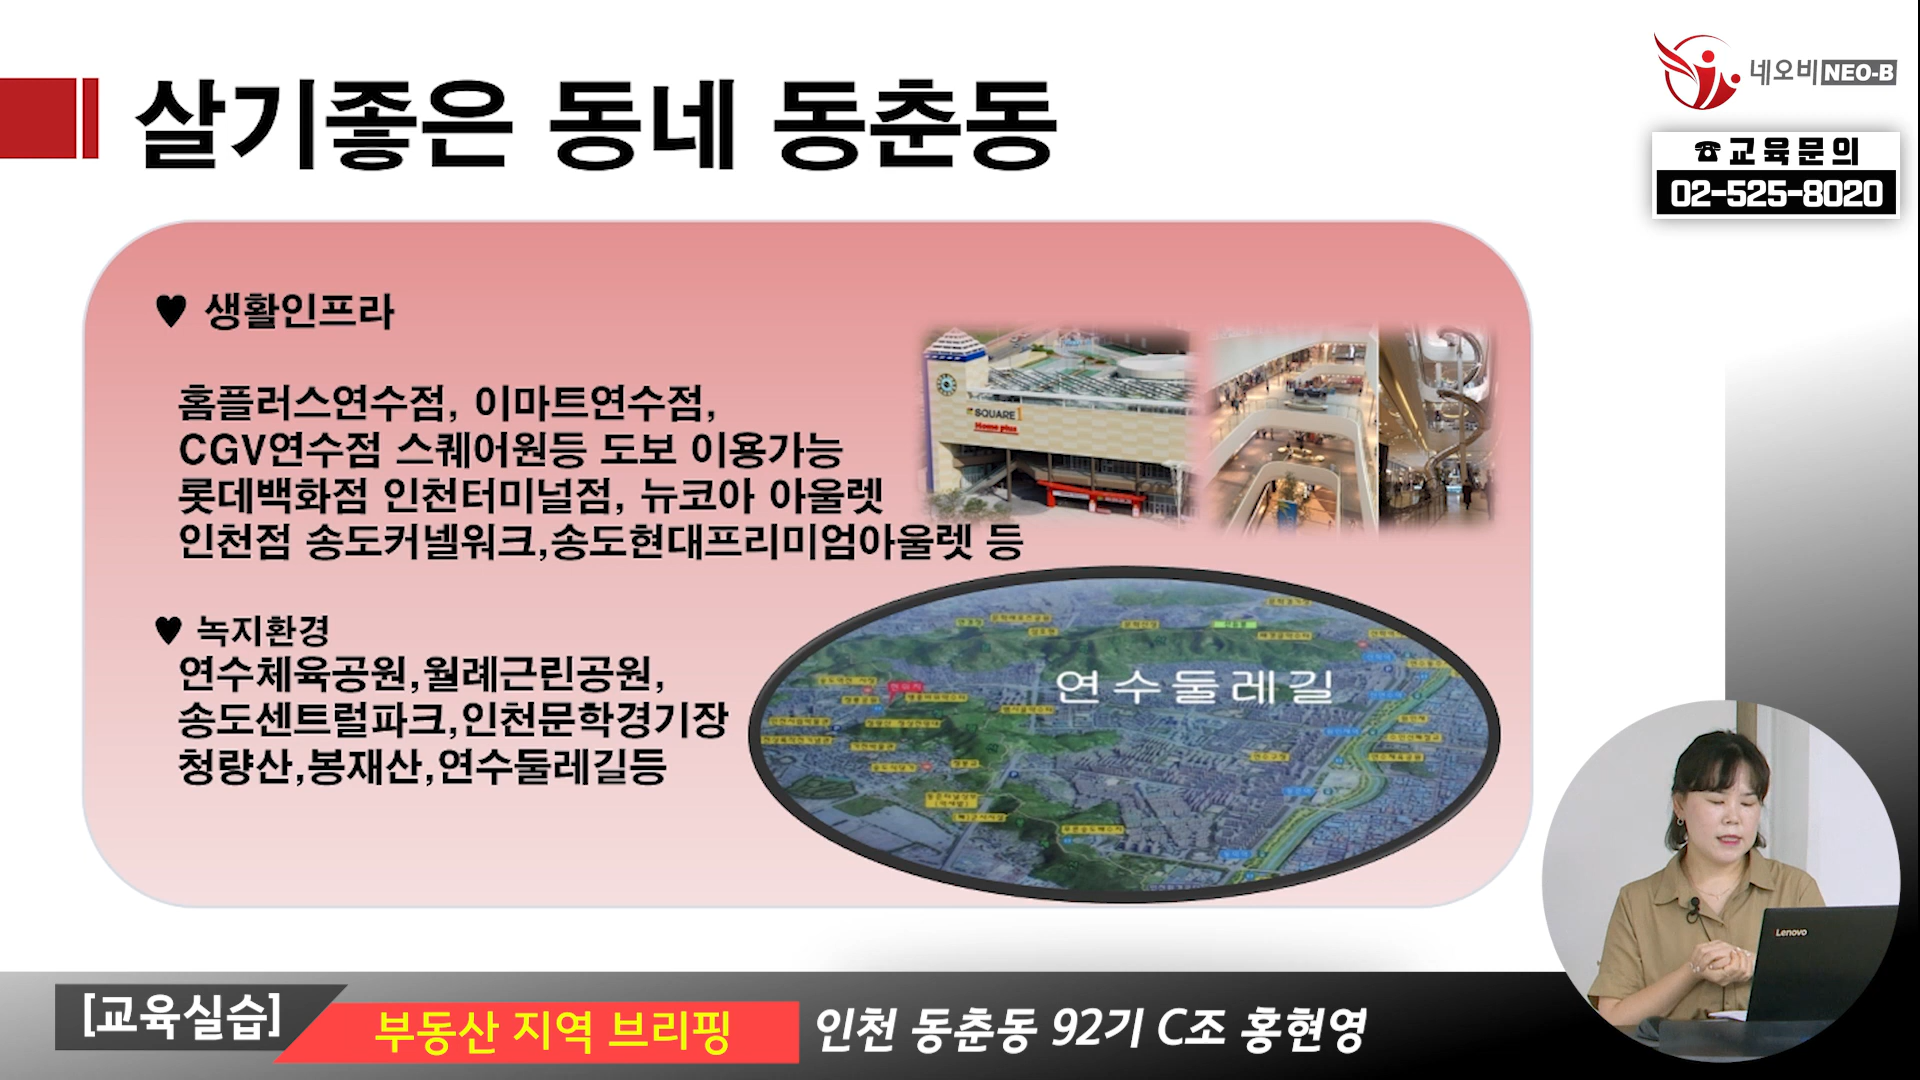 살기좋은 동네 동춘동
네오비 NEO-B
☎교육문의
02-525-8020
♥ 생활인프라
홈플러스연수점, 이마트연수점,
CGV연수점 스퀘어원등 도보 이용가능
롯데백화점 인천터미널점, 뉴코아 아울렛
인천점 송도커넬워크,송도현대프리미엄아울렛 등
SQUARE1
Home plus
♥ 녹지환경
연수체육공원,월례근린공원,
송도센트럴파크,인천문학경기장
청량산,봉재산,연수둘레길등
연수둘레길
Lenovo
[교육실습]
부동산 지역 브리핑
인천 동춘동 92기 C조 홍현영